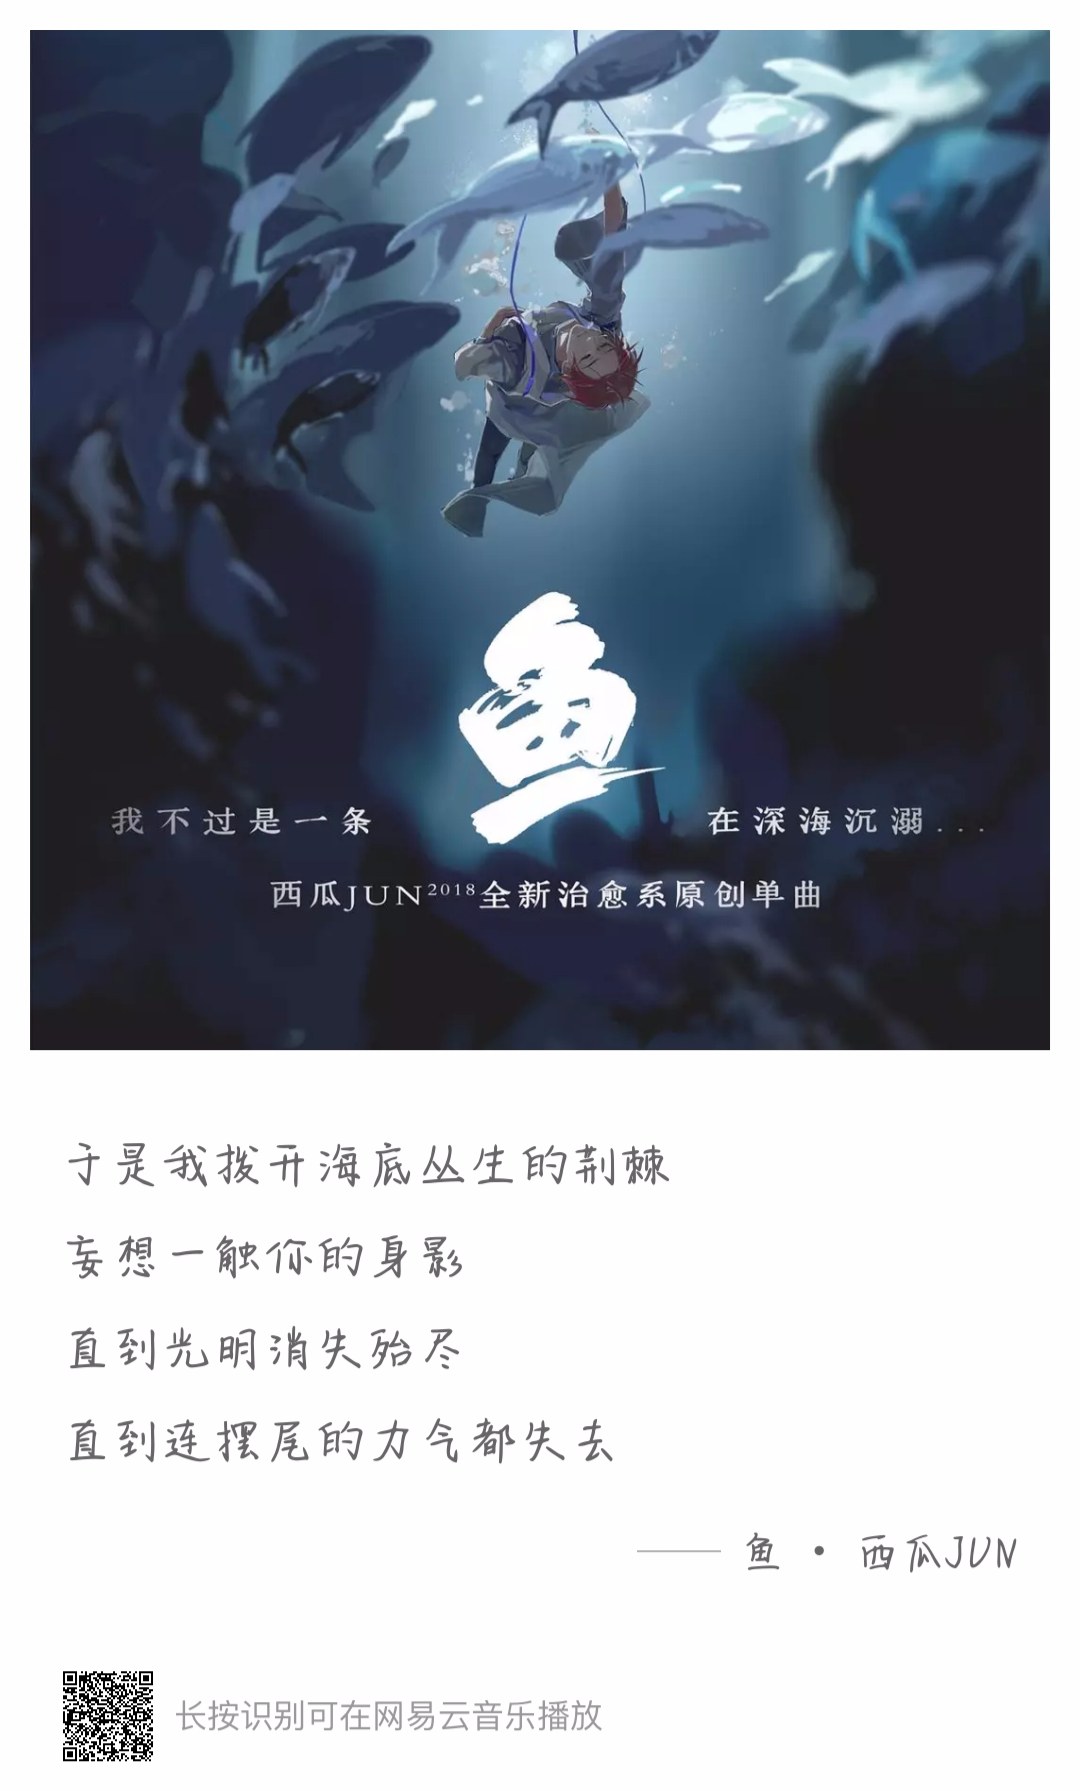 我不过是一条 鱼 在深海沉溺...
西瓜JUN2018全新治愈系原创单曲
于是我拨开海底丛生的荆棘
妄想一触你的身影
直到光明消失殆尽
直到连摆尾的力气都失去
—— 鱼 · 西瓜JUN
长按识别可在网易云音乐播放